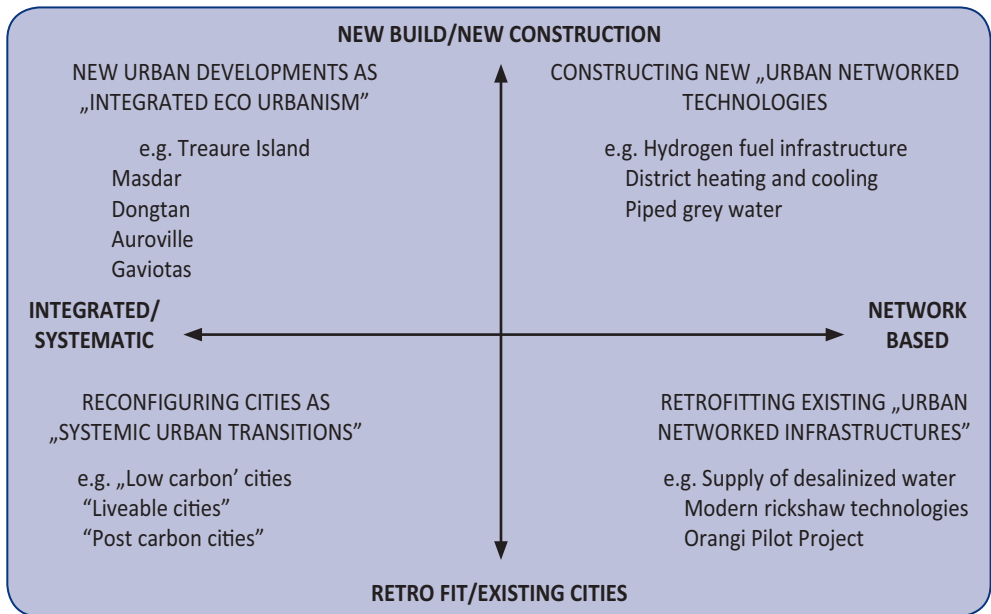 NEW BUILD/NEW CONSTRUCTION
NEW URBAN DEVELOPMENTS AS
„INTEGRATED ECO URBANISM”
e.g. Treaure Island
Masdar
Dongtan
Auroville
Gaviotas
CONSTRUCTING NEW „URBAN NETWORKED
TECHNOLOGIES
e.g. Hydrogen fuel infrastructure
District heating and cooling
Piped grey water
INTEGRATED/
SYSTEMATIC
NETWORK
BASED
RECONFIGURING CITIES AS
„SYSTEMIC URBAN TRANSITIONS”
e.g. „Low carbon’ cities
“Liveable cities”
“Post carbon cities”
RETROFITTING EXISTING „URBAN
NETWORKED INFRASTRUCTURES”
e.g. Supply of desalinized water
Modern rickshaw technologies
Orangi Pilot Project
RETRO FIT/EXISTING CITIES